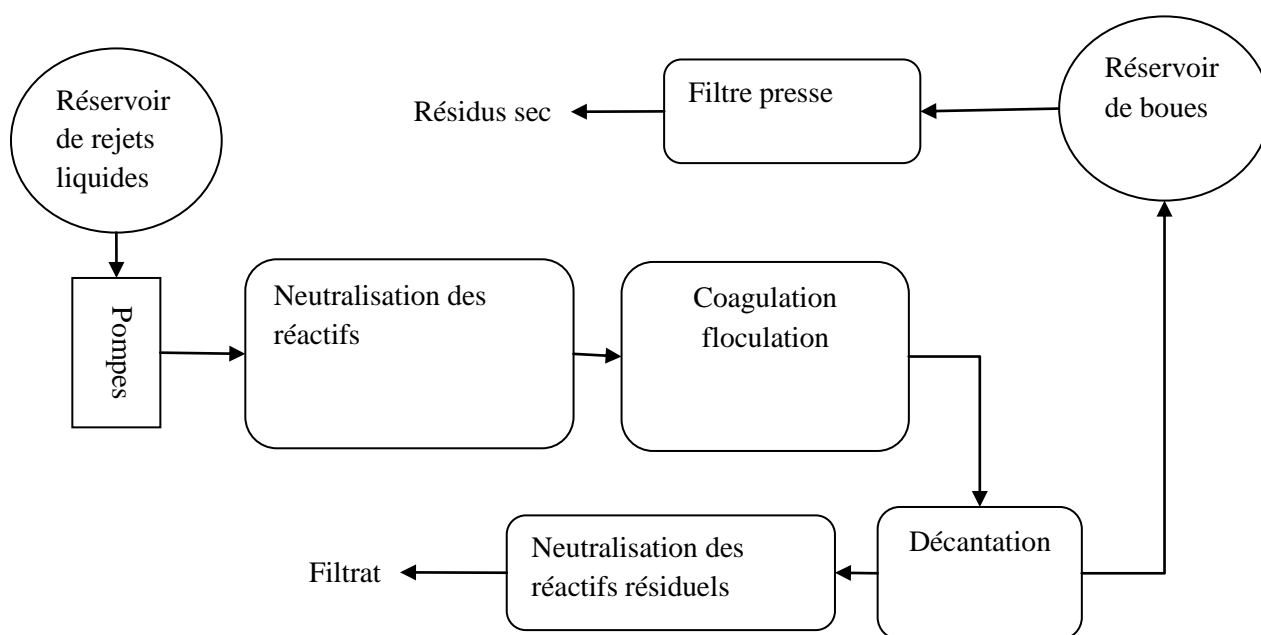 Réservoir
de rejets
liquides
Résidus sec
Filtre presse
Réservoir
de boues
Pompes
Neutralisation des
réactifs
Coagulation
floculation
Décantation
Neutralisation des
réactifs résiduels
Filtrat